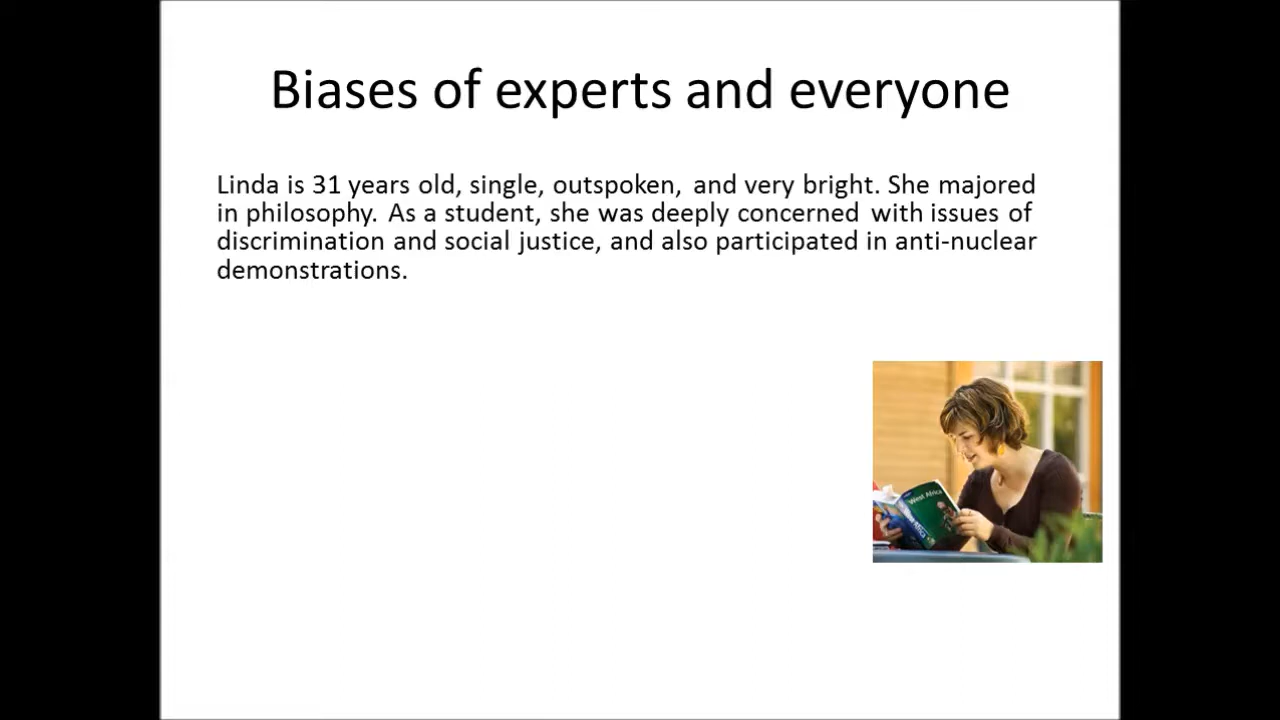 Biases of experts and everyone
Linda is 31 years old, single, outspoken, and very bright. She majored
in philosophy. As a student, she was deeply concerned with issues of
discrimination and social justice, and also participated in anti-nuclear
demonstrations.
West Africa